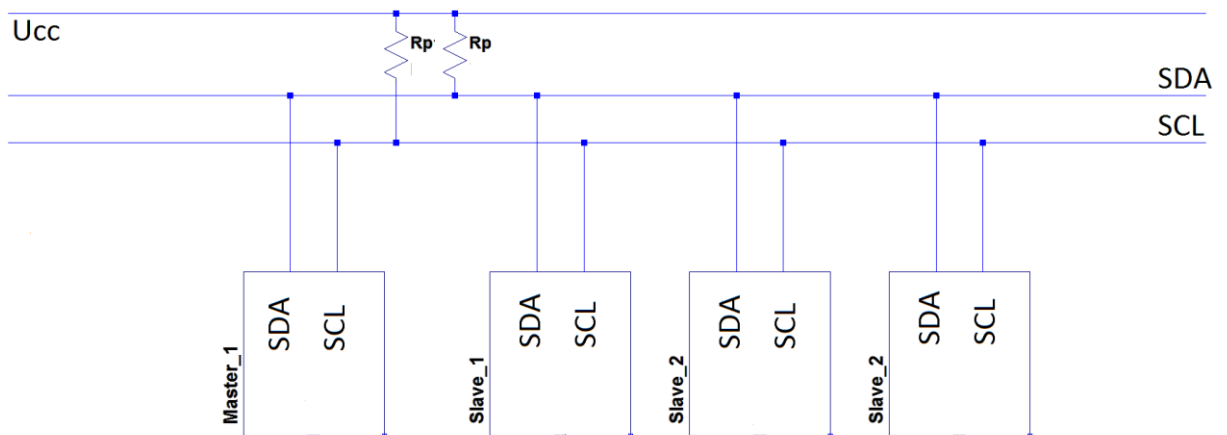 Ucc
Rp
Rp
SDA
SCL
SDA
SCL
Master_1
SDA
SCL
Slave_1
SDA
SCL
Slave_2
SDA
SCL
Slave_2